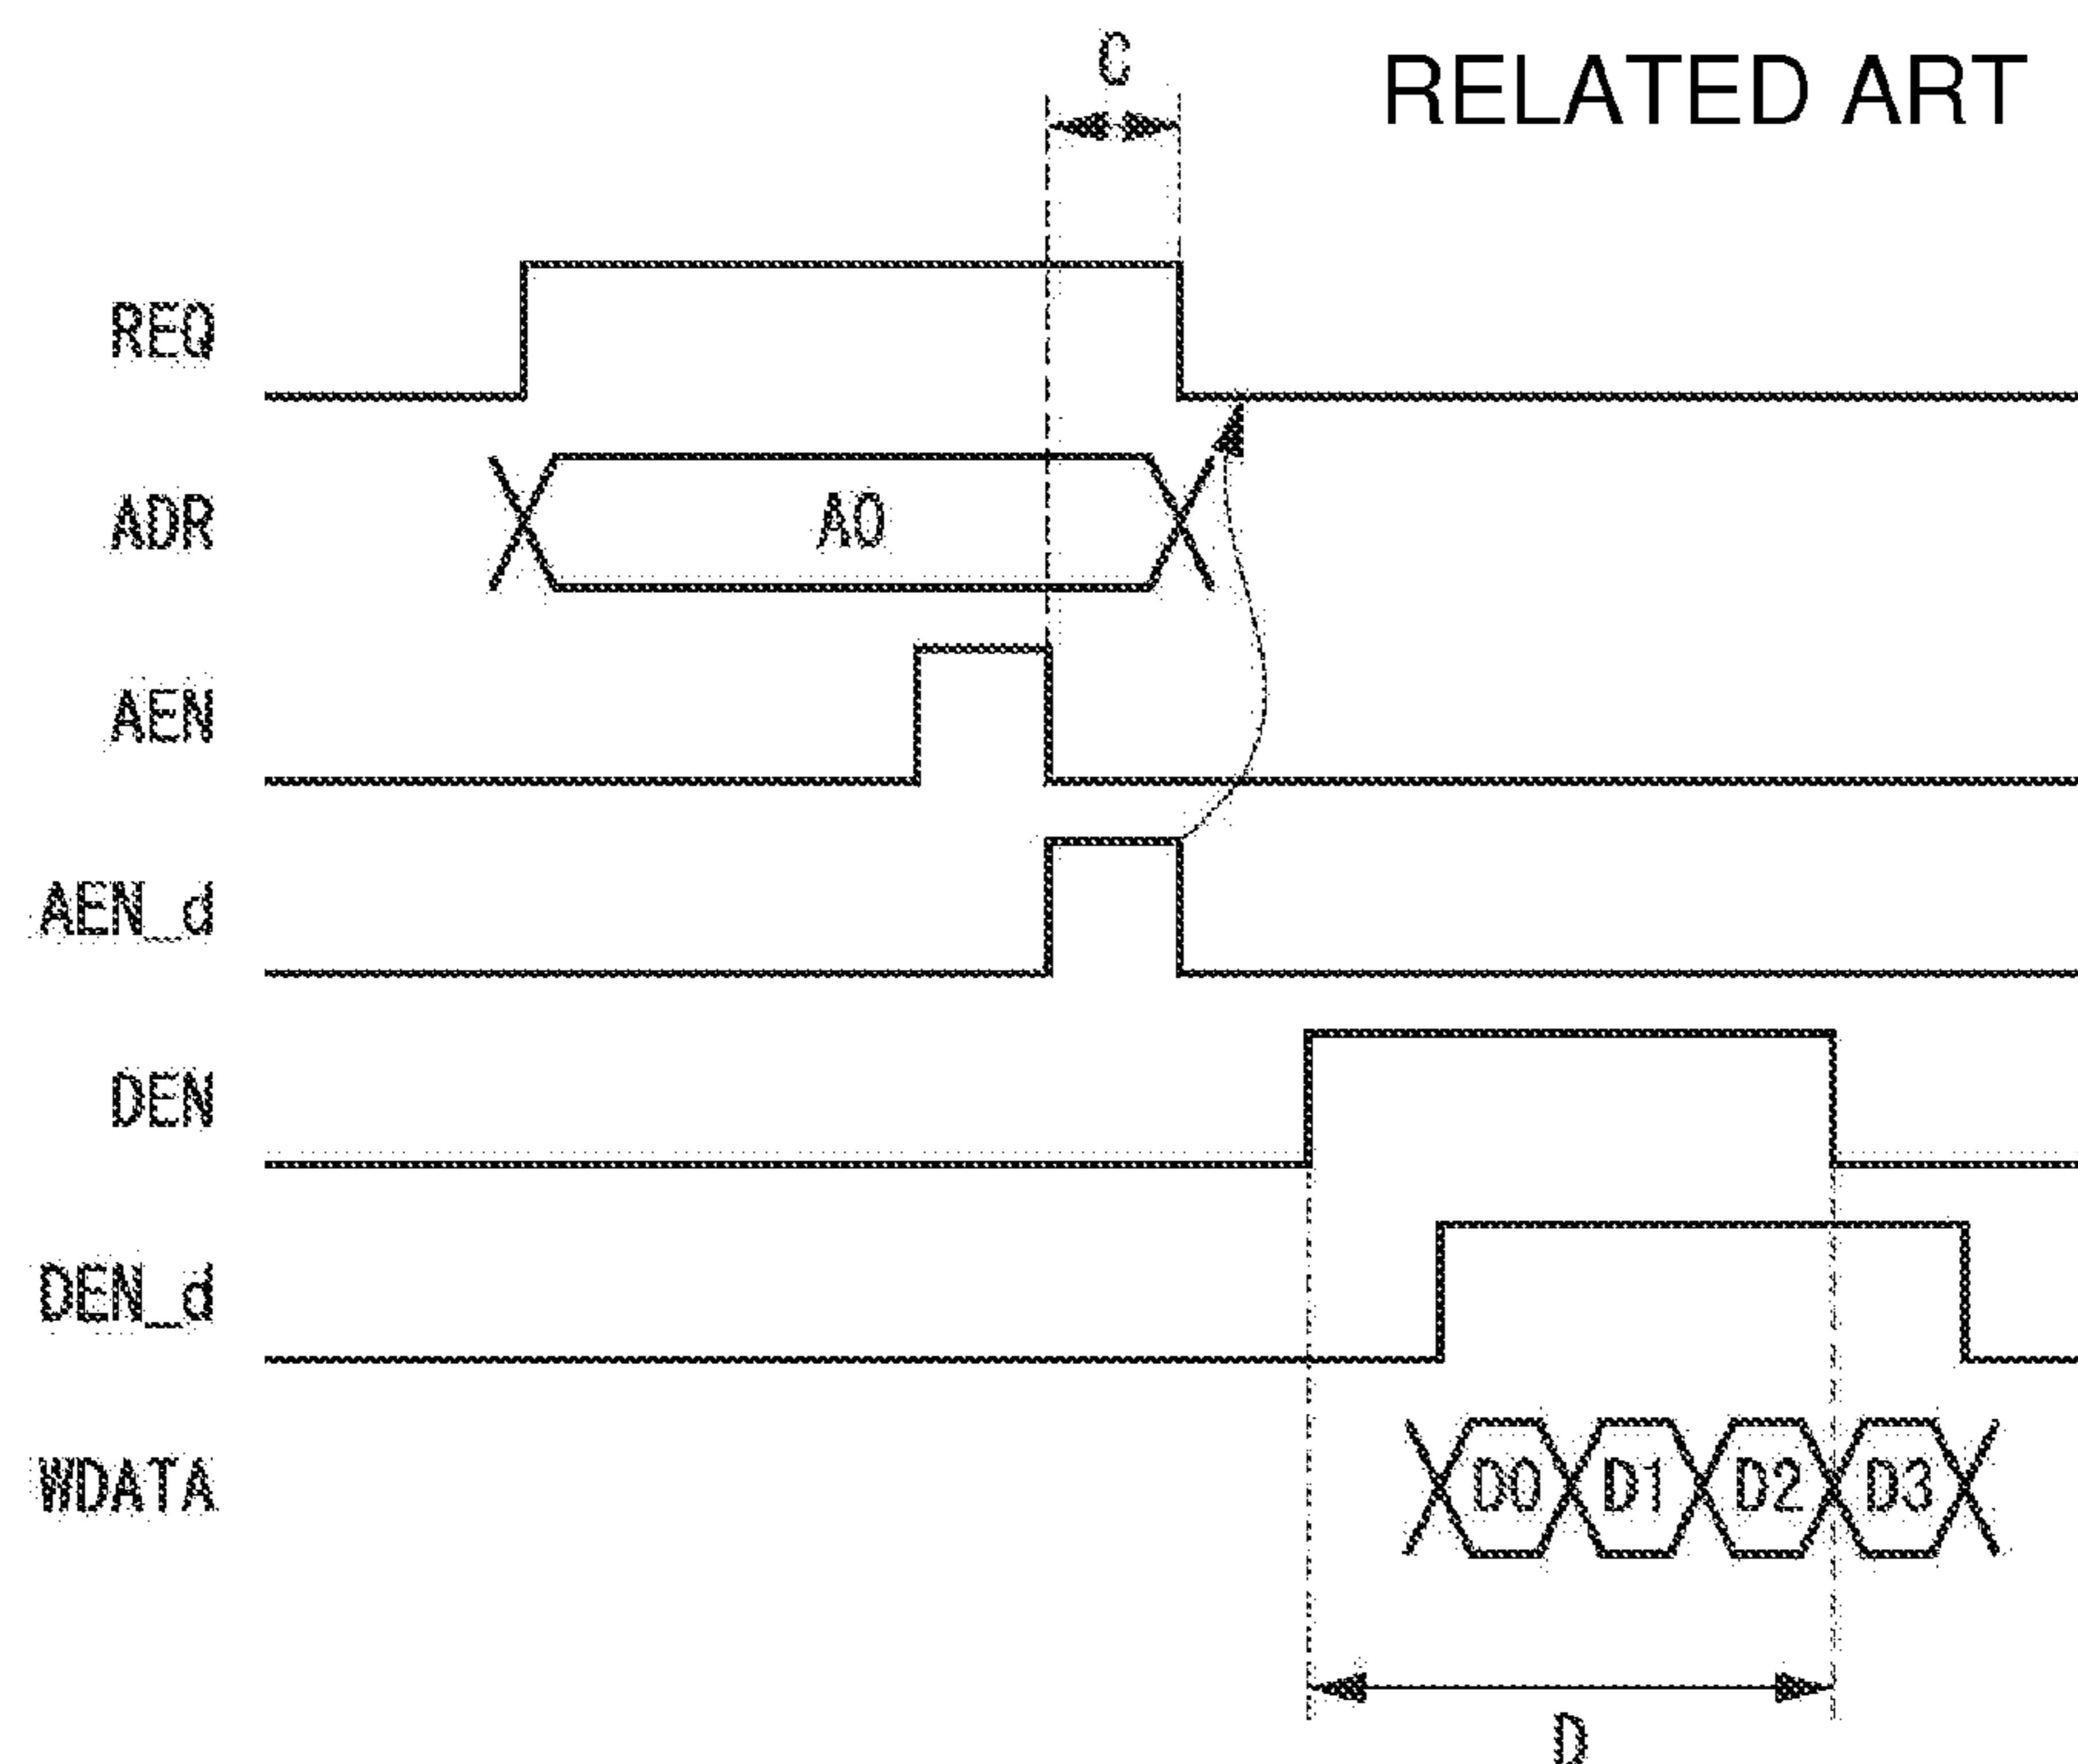 C
RELATED ART
REQ
ADR
A0
AEN
AEN_d
DEN
DEN_d
WDATA
D0 D1 D2 D3
D